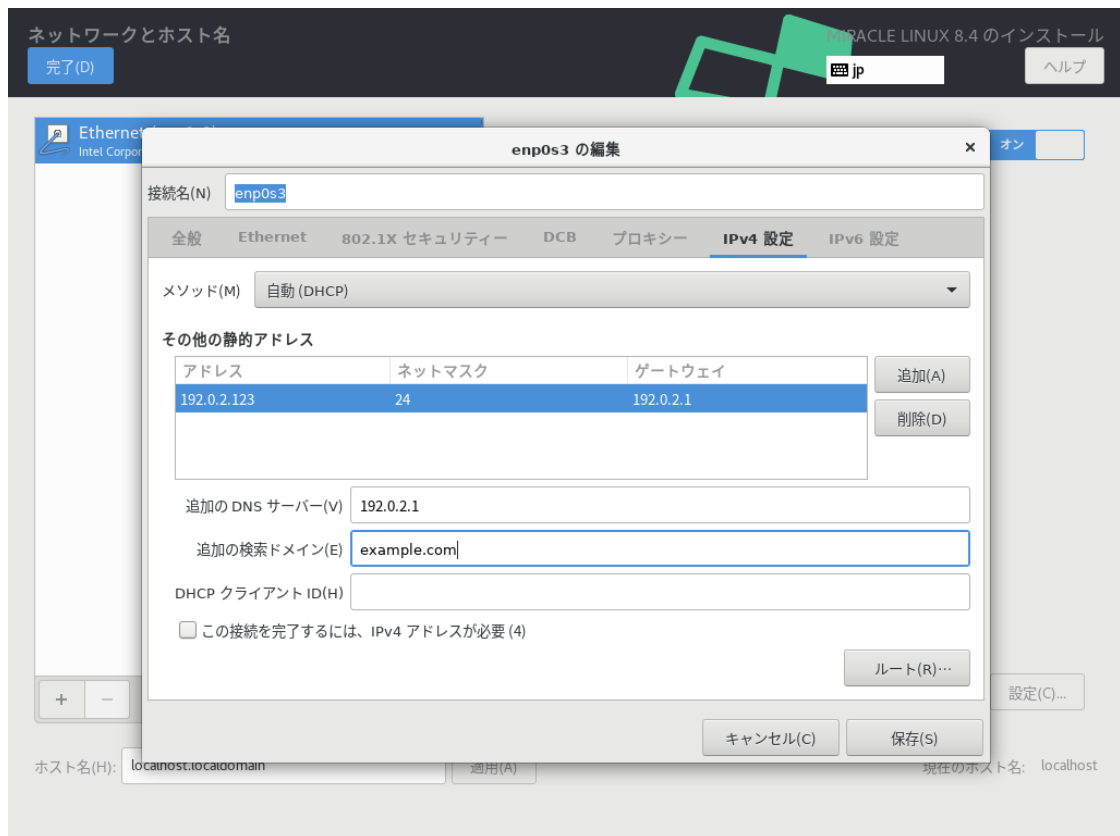 ネットワークとホスト名
MIRACLE LINUX 8.4 のインストール
完了(D)
jp
ヘルプ
Ethernet
Intel Corpor
オン
enp0s3 の編集
接続名(N) enp0s3
全般 Ethernet 802.1X セキュリティー DCB プロキシー IPv4 設定 IPv6 設定
メソッド(M) 自動 (DHCP)
その他の静的アドレス
アドレス ネットマスク ゲートウェイ
192.0.2.123 24 192.0.2.1
追加(A)
削除(D)
追加の DNS サーバー(V) 192.0.2.1
追加の検索ドメイン(E) example.com
DHCP クライアント ID(H)
この接続を完了するには、IPv4 アドレスが必要 (4)
ルート(R)…
設定(C)...
キャンセル(C) 保存(S)
ホスト名(H): localhost.localdomain 適用(A) 現在のホスト名: localhost